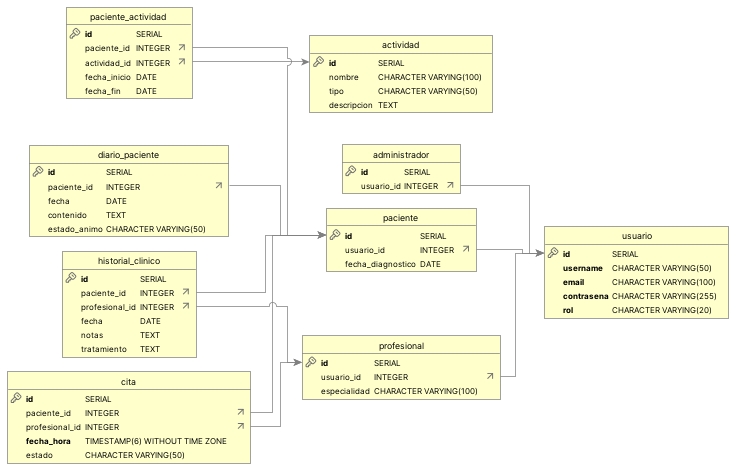 paciente_actividad
id SERIAL
paciente_id INTEGER
actividad_id INTEGER
fecha_inicio DATE
fecha_fin DATE
actividad
id SERIAL
nombre CHARACTER VARYING(100)
tipo CHARACTER VARYING(50)
descripcion TEXT
diario_paciente
id SERIAL
paciente_id INTEGER
fecha DATE
contenido TEXT
estado_animo CHARACTER VARYING(50)
administrador
id SERIAL
usuario_id INTEGER
paciente
id SERIAL
usuario_id INTEGER
fecha_diagnostico DATE
usuario
id SERIAL
username CHARACTER VARYING(50)
email CHARACTER VARYING(100)
contrasena CHARACTER VARYING(255)
rol CHARACTER VARYING(20)
historial_clinico
id SERIAL
paciente_id INTEGER
profesional_id INTEGER
fecha DATE
notas TEXT
tratamiento TEXT
profesional
id SERIAL
usuario_id INTEGER
especialidad CHARACTER VARYING(100)
cita
id SERIAL
paciente_id INTEGER
profesional_id INTEGER
fecha_hora TIMESTAMP(6) WITHOUT TIME ZONE
estado CHARACTER VARYING(50)